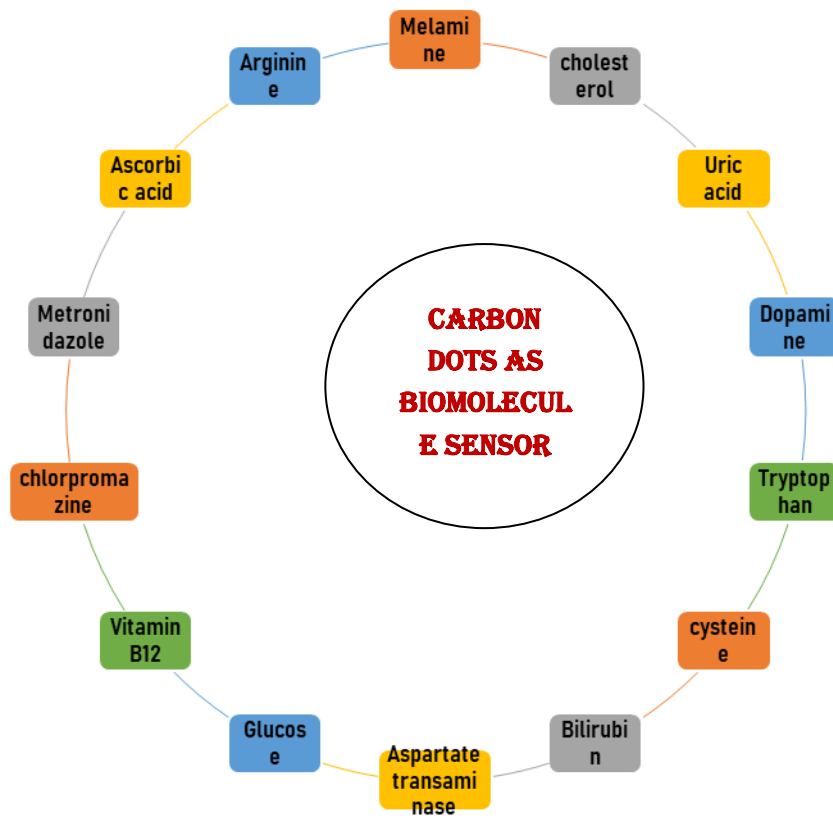 Melami
ne
cholest
erol
Uric
acid
Dopami
ne
Tryptop
han
cystein
e
Bilirubi
n
Aspartate
transami
nase
Glucos
e
Vitamin
B12
chlorproma
zine
Metroni
dazole
Ascorbi
c acid
Arginin
e
CARBON
DOTS AS
BIOMOLECUL
E SENSOR